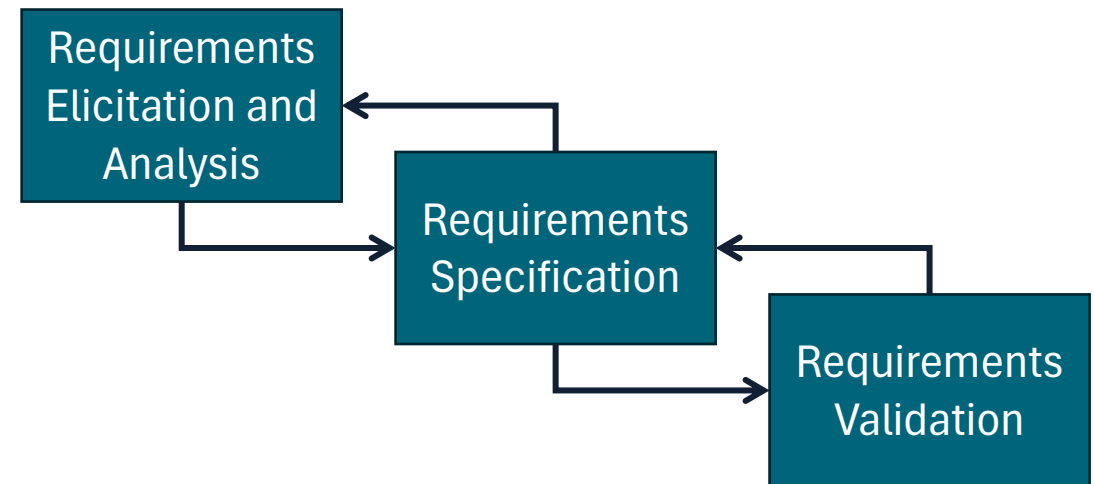 Requirements
Elicitation and
Analysis
Requirements
Specification
Requirements
Validation